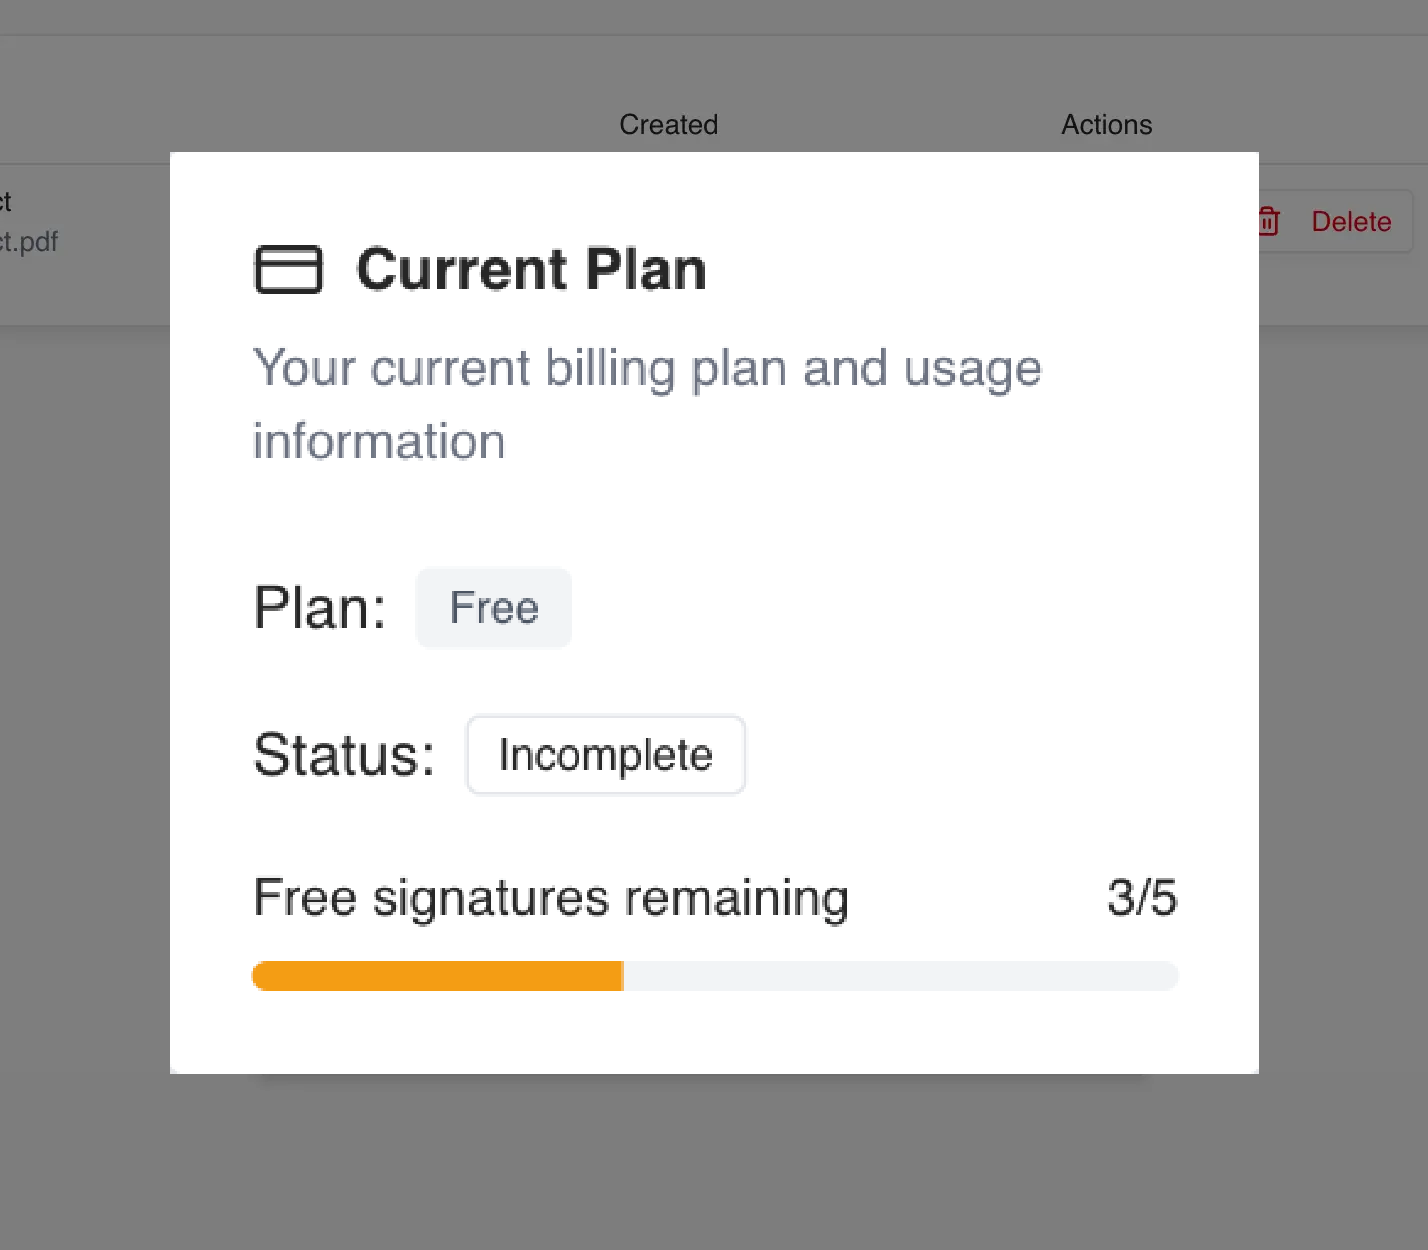 Created Actions
ct
ct.pdf
Delete
Current Plan
Your current billing plan and usage
information
Plan: Free
Status: Incomplete
Free signatures remaining 3/5